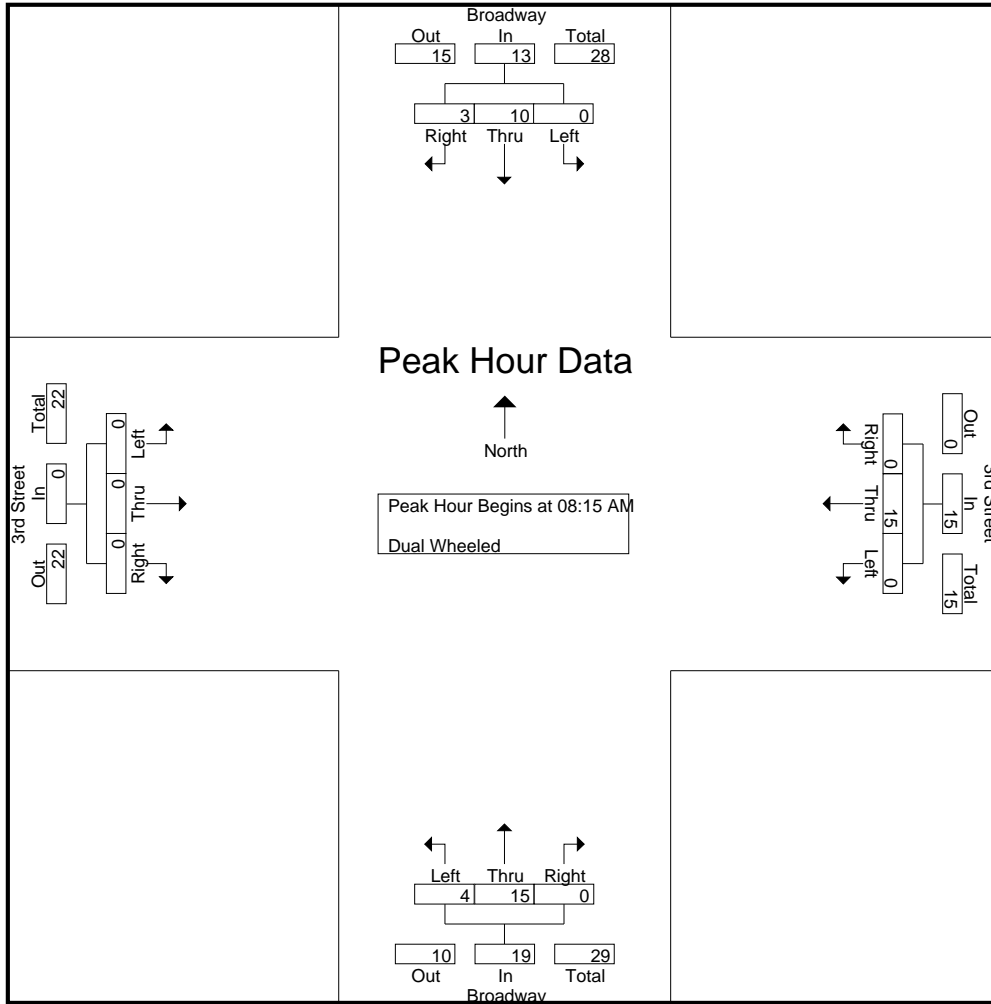 Broadway
Out In Total
15 13 28
3 10 0
Right Thru Left
Peak Hour Data
North
Peak Hour Begins at 08:15 AM
Dual Wheeled
3rd Street
Total In Out
22 0 22
0 0 0
Left Thru Right
Right Thru Left
0 15 0
Out In Total
0 15 15
3rd Street
Left Thru Right
4 15 0
10 19 29
Out In Total
Broadway